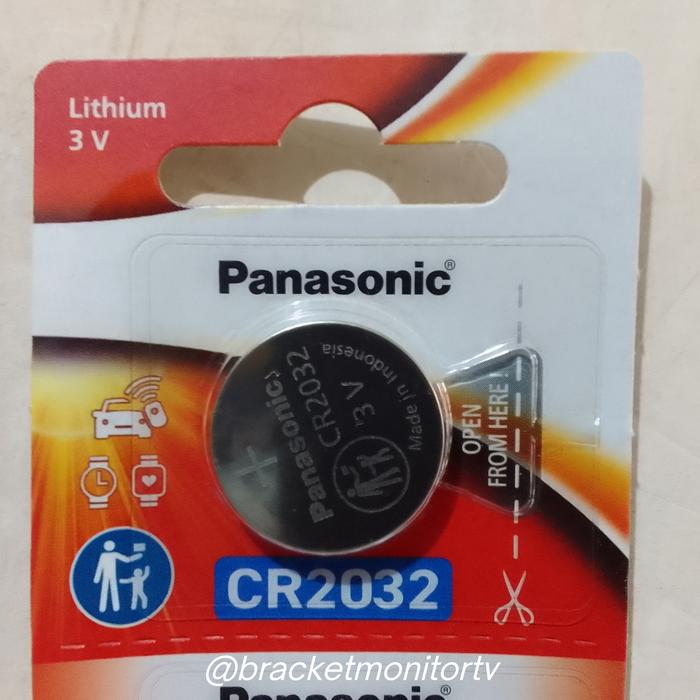 Lithium
3 V
Panasonic®
Panasonic
CR2032
3 V
Made in Indonesia
+
OPEN
FROM HERE
CR2032
@bracketmonitortv
Panasonic®